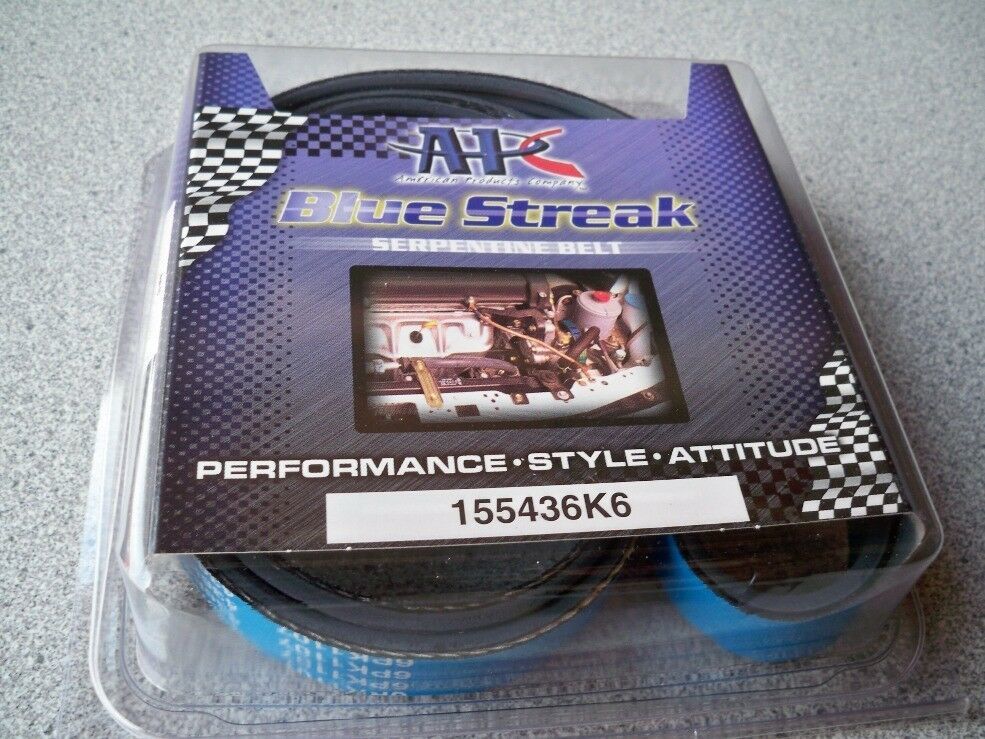 APC
American Products Company
Blue Streak
SERPENTINE BELT
PERFORMANCE · STYLE · ATTITUDE
155436K6